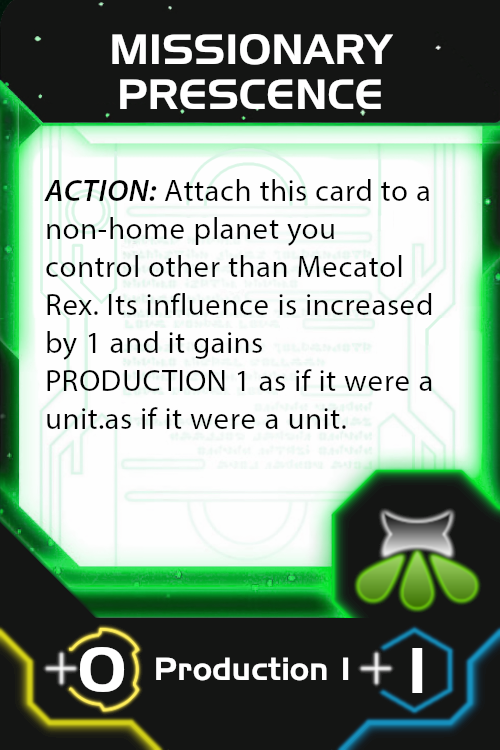 MISSIONARY
PRESCENCE
ACTION: Attach this card to a
non-home planet you
control other than Mecatol
Rex. Its influence is increased
by 1 and it gains
PRODUCTION 1 as if it were a
unit.as if it were a unit.
+0 Production 1 +1